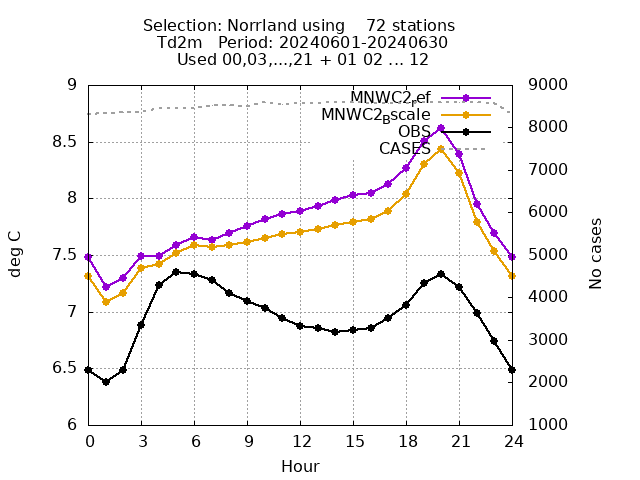 Selection: Norrland using    72 stations
Td2m   Period: 20240601-20240630
Used 00,03,...,21 + 01 02 ... 12
9 9000
MNWC2ref
MNWC2Bscale
8.5 8000
OBS
CASES
7000
8 6000
7.5 5000
deg C
No cases
4000
7 3000
6.5 2000
6 1000
0 3 6 9 12 15 18 21 24
Hour